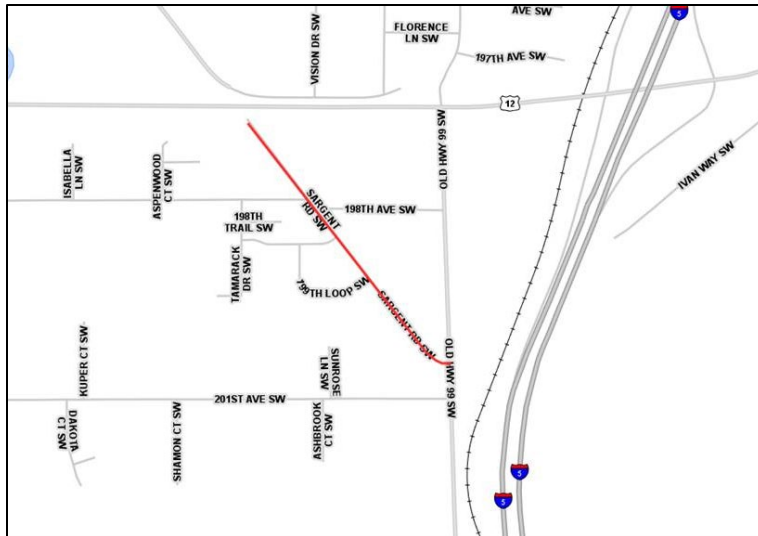 AVE SW
5
FLORENCE
LN SW
VISION DR SW
197TH AVE SW
12
OLD HWY 99 SW
ISABELLA
LN SW
ASPENWOOD
CT SW
IVAN WAY SW
SARGENT
RD SW
198TH AVE SW
198TH
TRAIL SW
TAMARACK
DR SW
199TH LOOP SW
SARGENT RD SW
OLD HWY 99 SW
KUPER CT SW
SUNROSE
LN SW
201ST AVE SW
DAKOTA
CT SW
SHAMON CT SW
ASHBROOK
CT SW
5
5